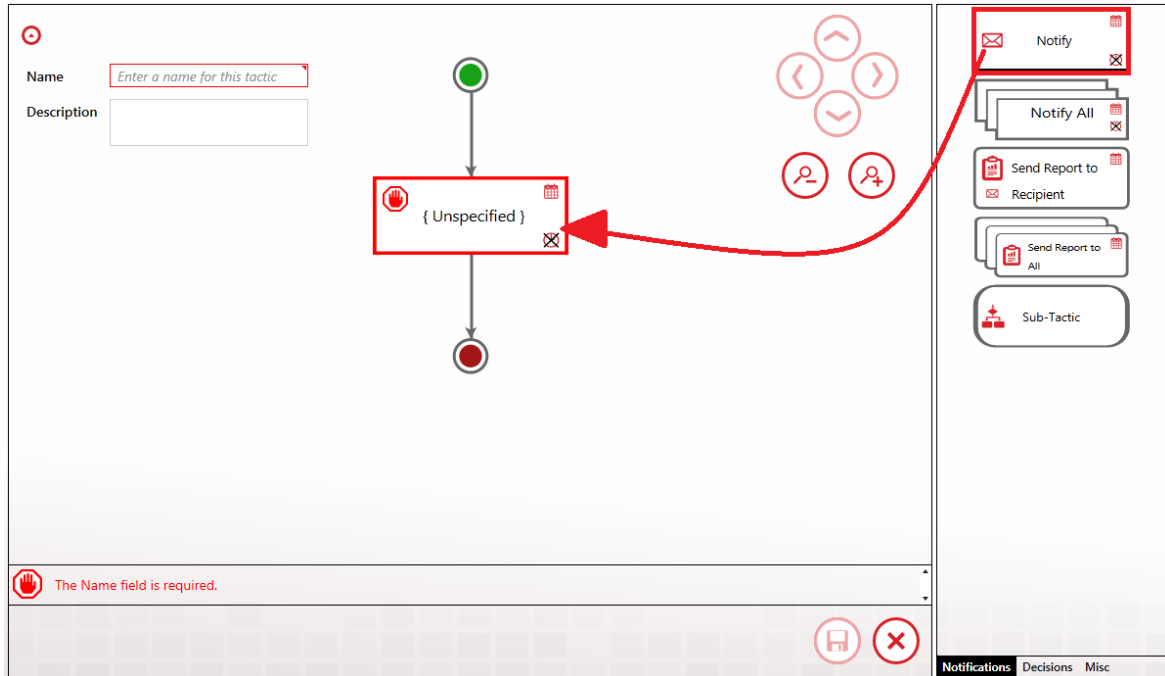 Name
Enter a name for this tactic
Description
{ Unspecified }
The Name field is required.
Notify
Notify All
Send Report to
Recipient
Send Report to
All
Sub-Tactic
Notifications Decisions Misc